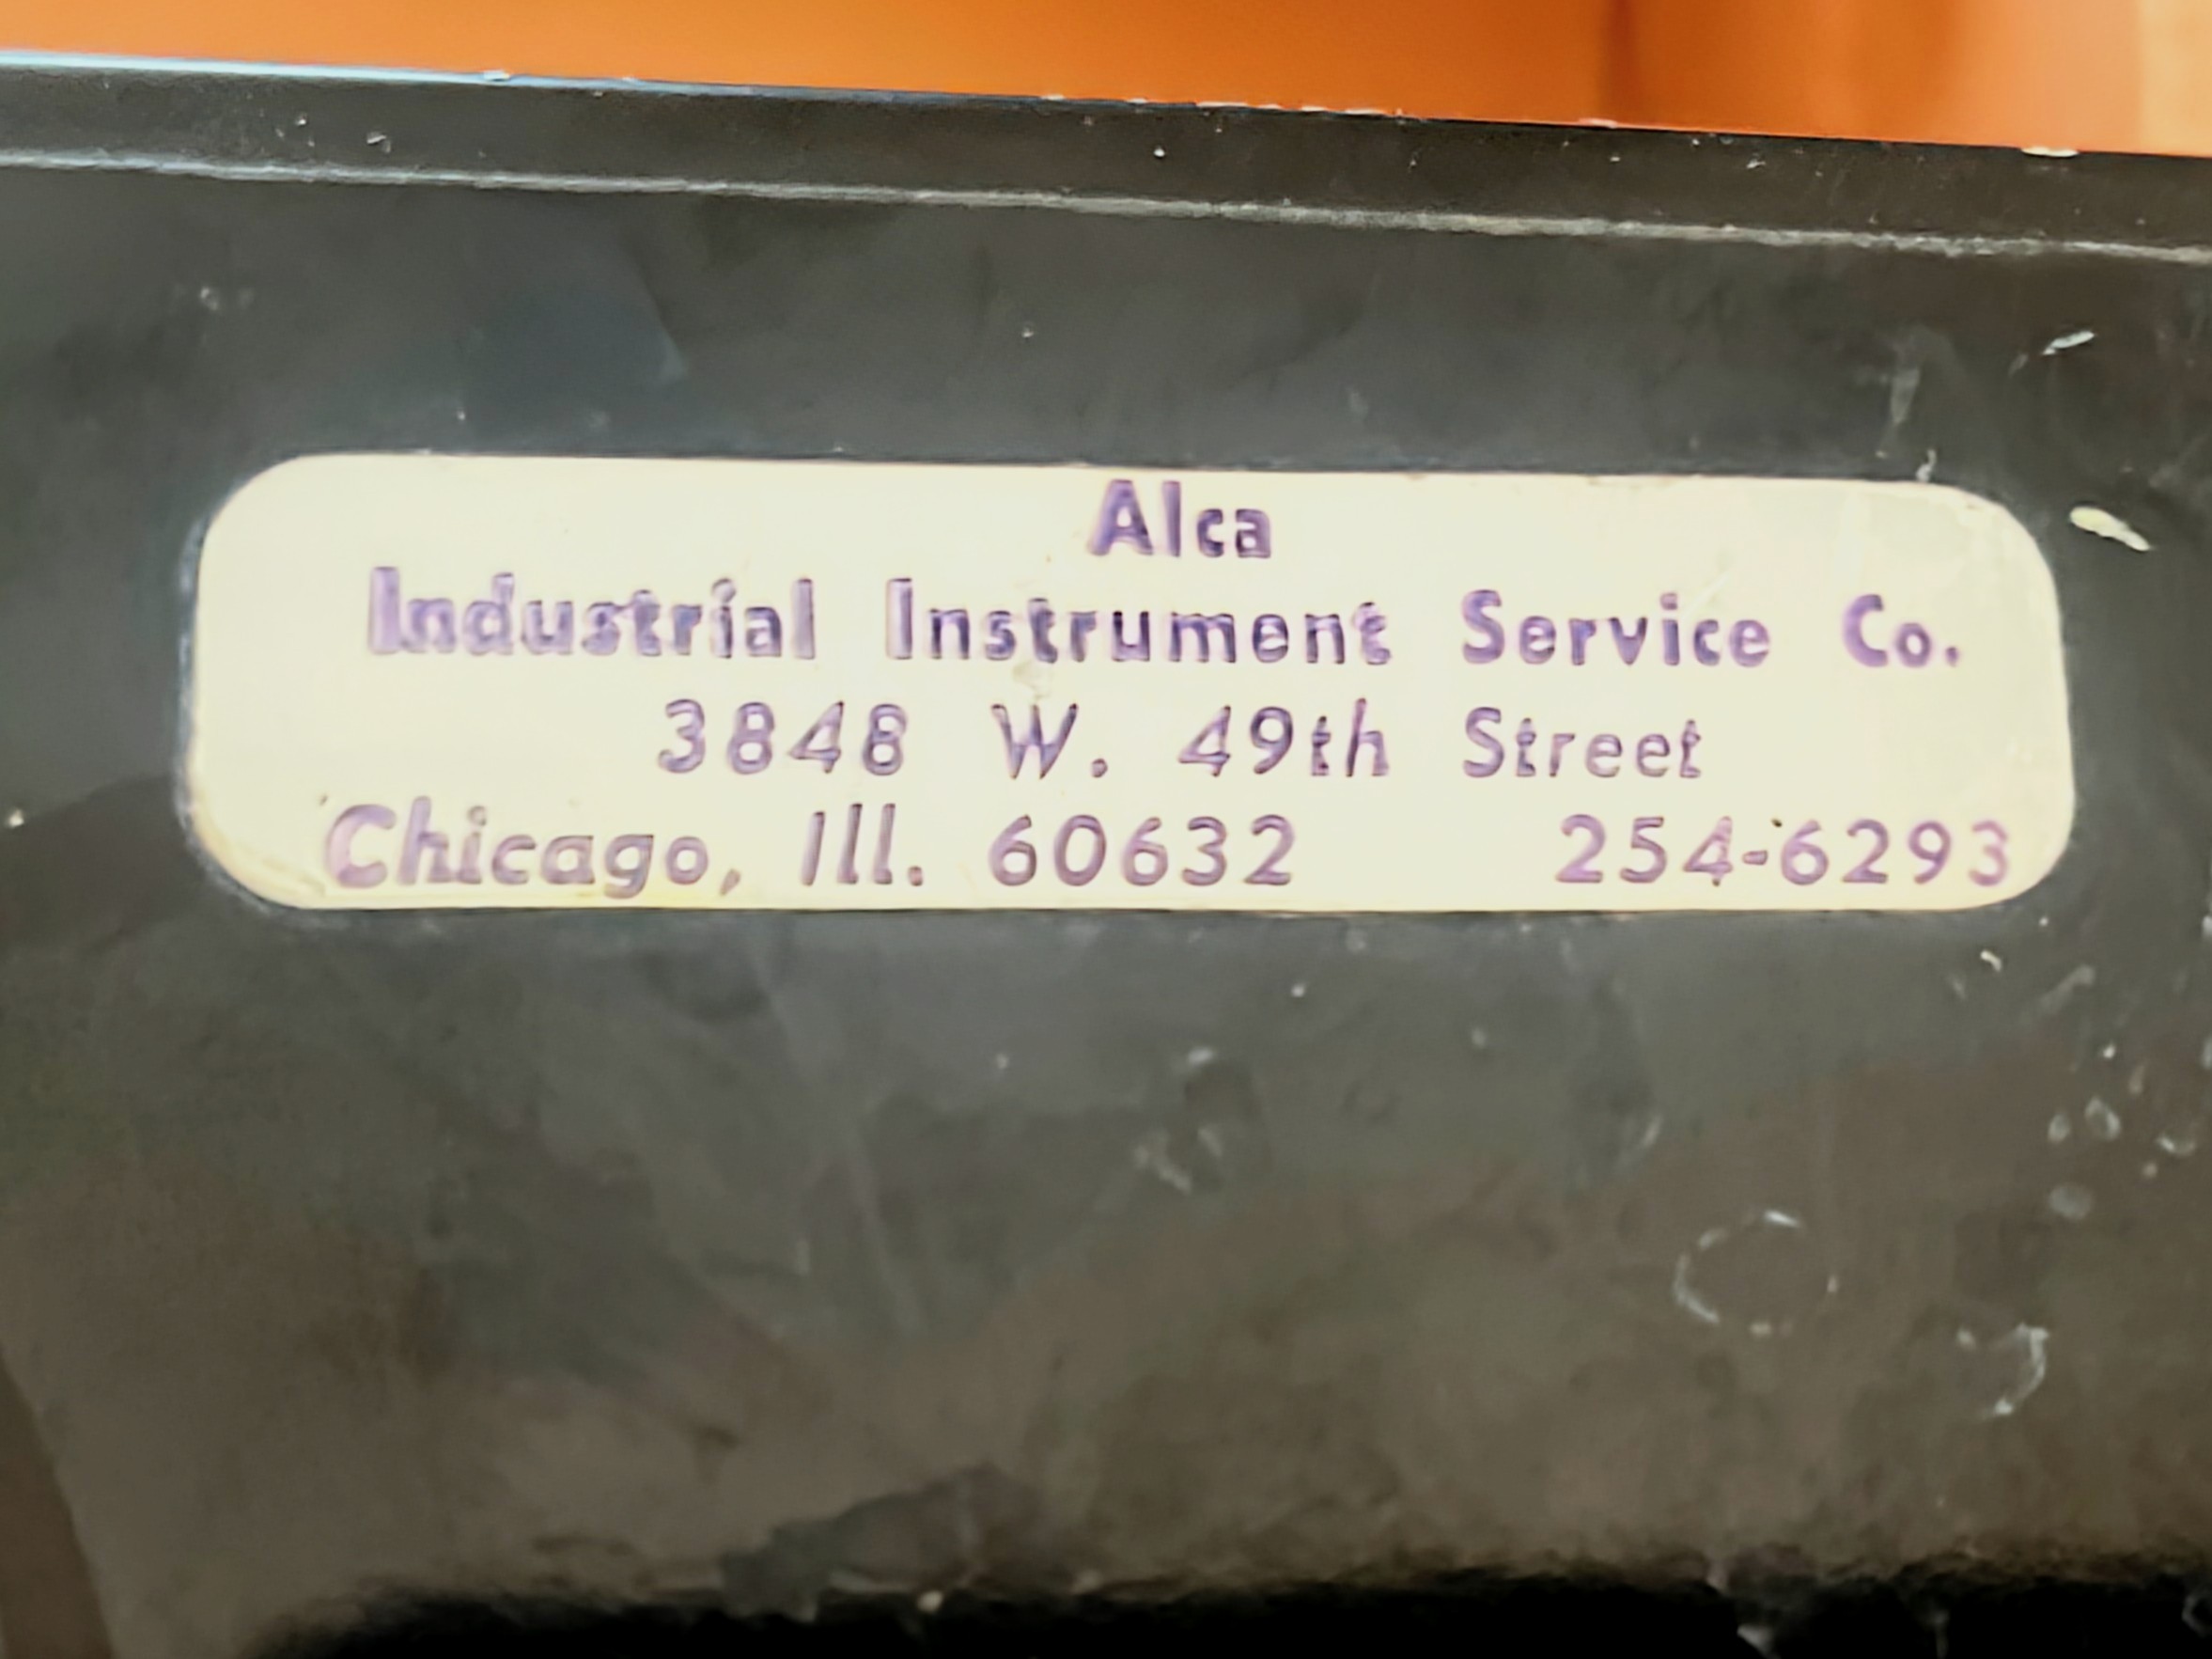 Alca
Industrial Instrument Service Co.
3848 W. 49th Street
Chicago, Ill. 60632 254-6293